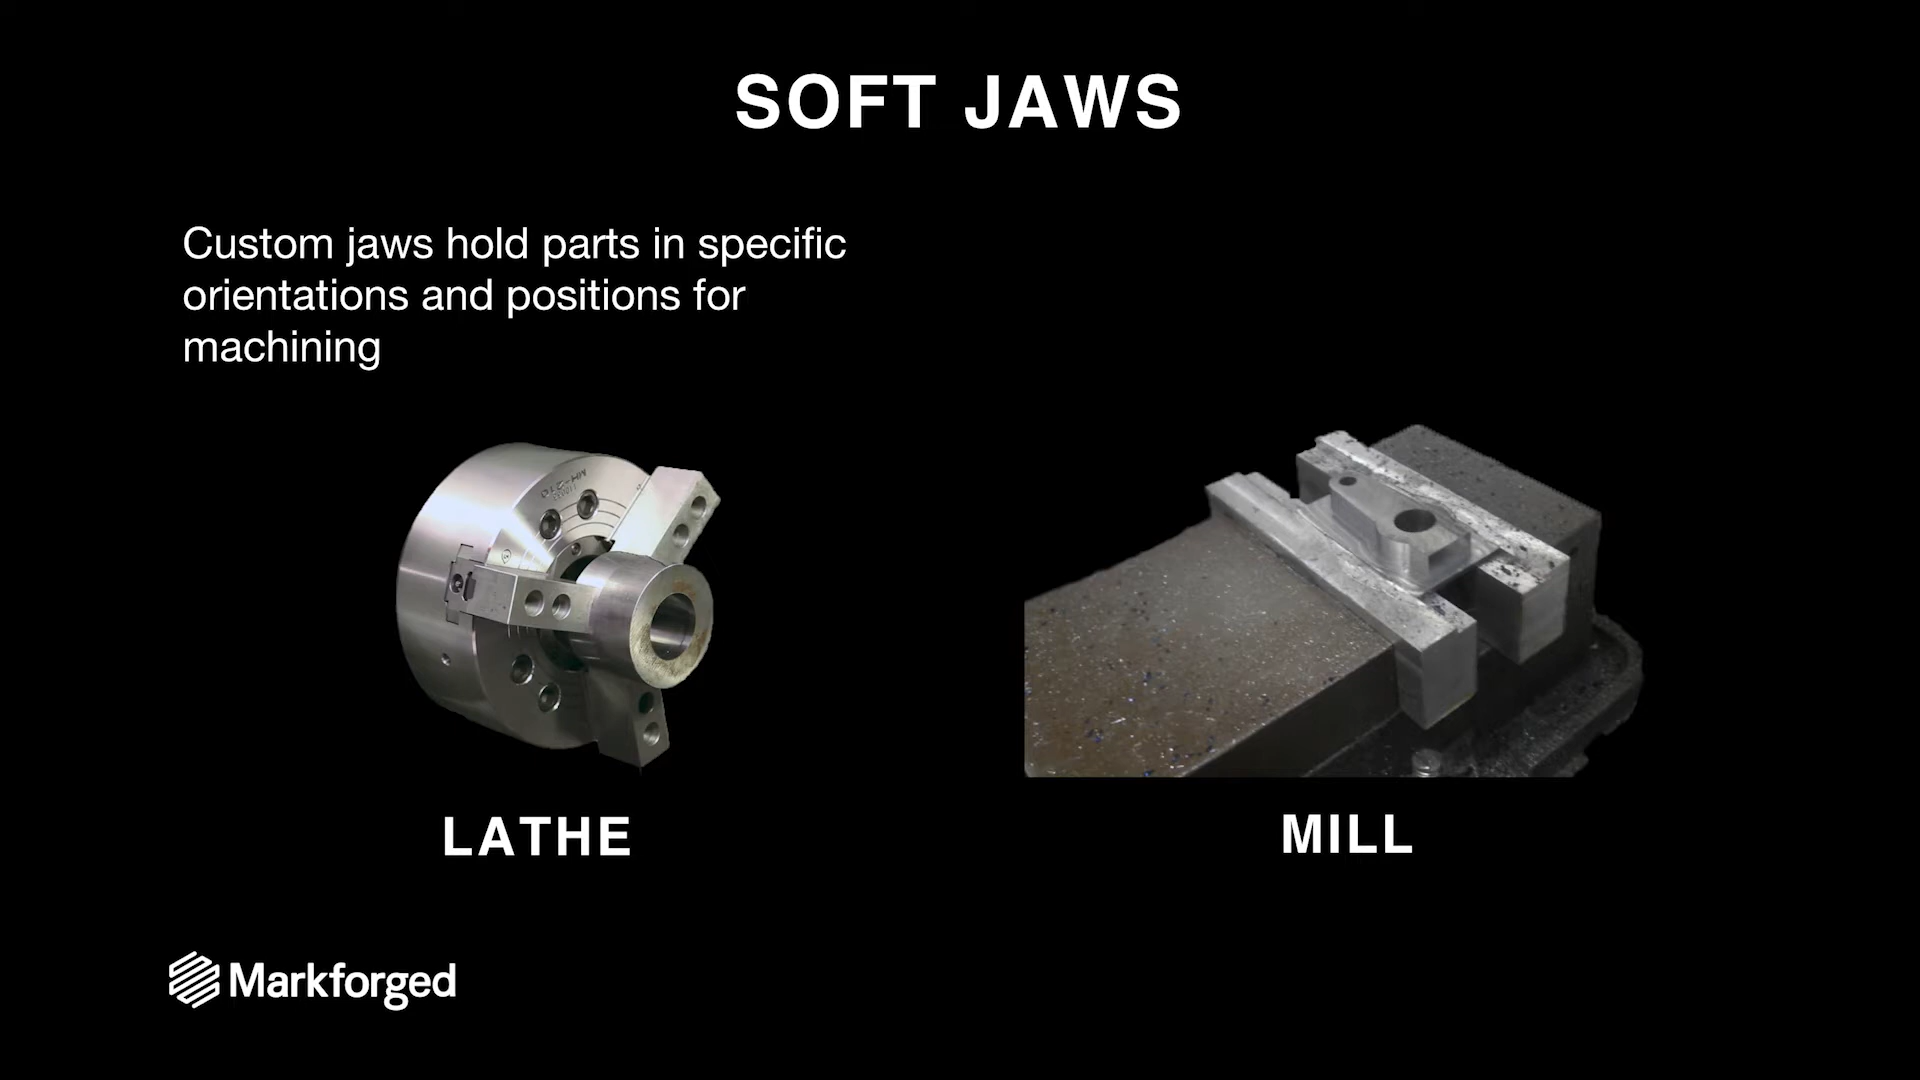 SOFT JAWS
Custom jaws hold parts in specific
orientations and positions for
machining
LATHE
MILL
Markforged